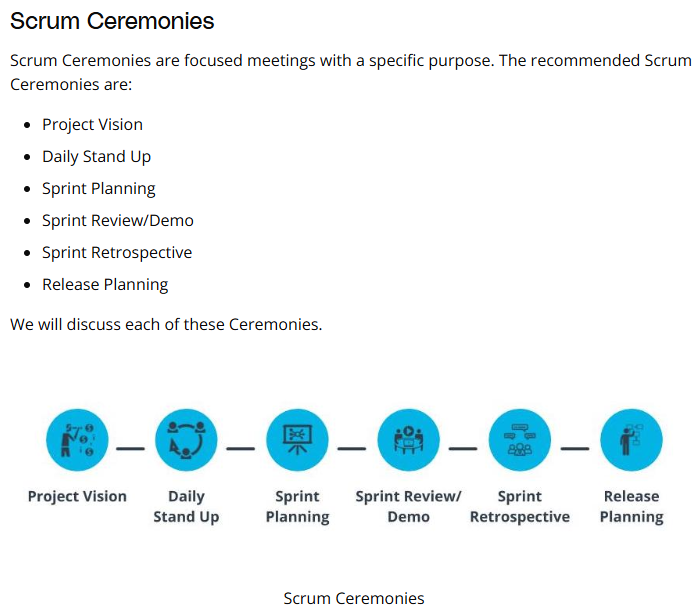 Scrum Ceremonies
Scrum Ceremonies are focused meetings with a specific purpose. The recommended Scrum
Ceremonies are:
Project Vision
Daily Stand Up
Sprint Planning
Sprint Review/Demo
Sprint Retrospective
Release Planning
We will discuss each of these Ceremonies.
Project Vision
Daily
Stand Up
Sprint
Planning
Sprint Review/
Demo
Sprint
Retrospective
Release
Planning
Scrum Ceremonies